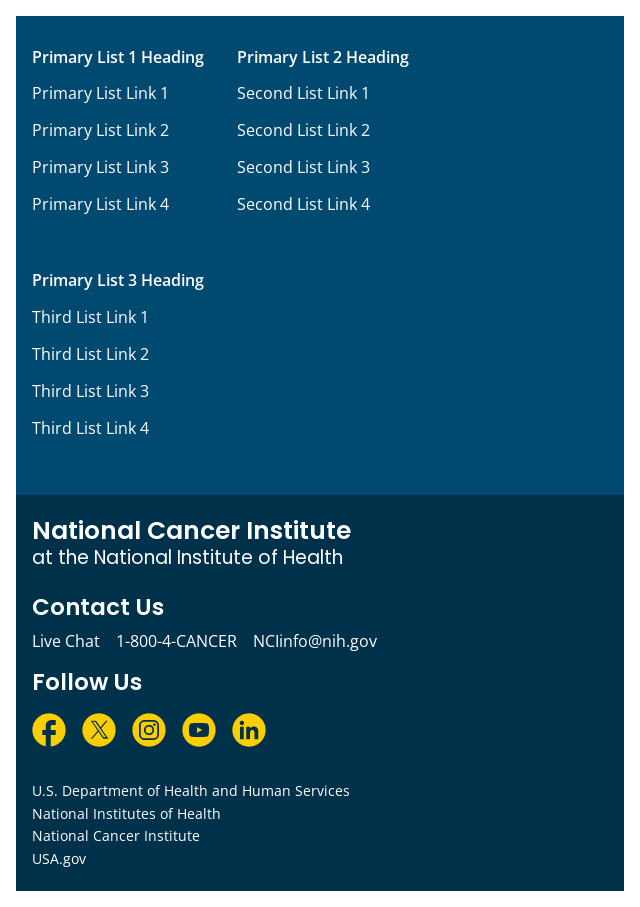 Primary List 1 Heading
Primary List Link 1
Primary List Link 2
Primary List Link 3
Primary List Link 4
Primary List 2 Heading
Second List Link 1
Second List Link 2
Second List Link 3
Second List Link 4
Primary List 3 Heading
Third List Link 1
Third List Link 2
Third List Link 3
Third List Link 4
National Cancer Institute
at the National Institute of Health
Contact Us
Live Chat 1-800-4-CANCER NCIinfo@nih.gov
Follow Us
U.S. Department of Health and Human Services
National Institutes of Health
National Cancer Institute
USA.gov